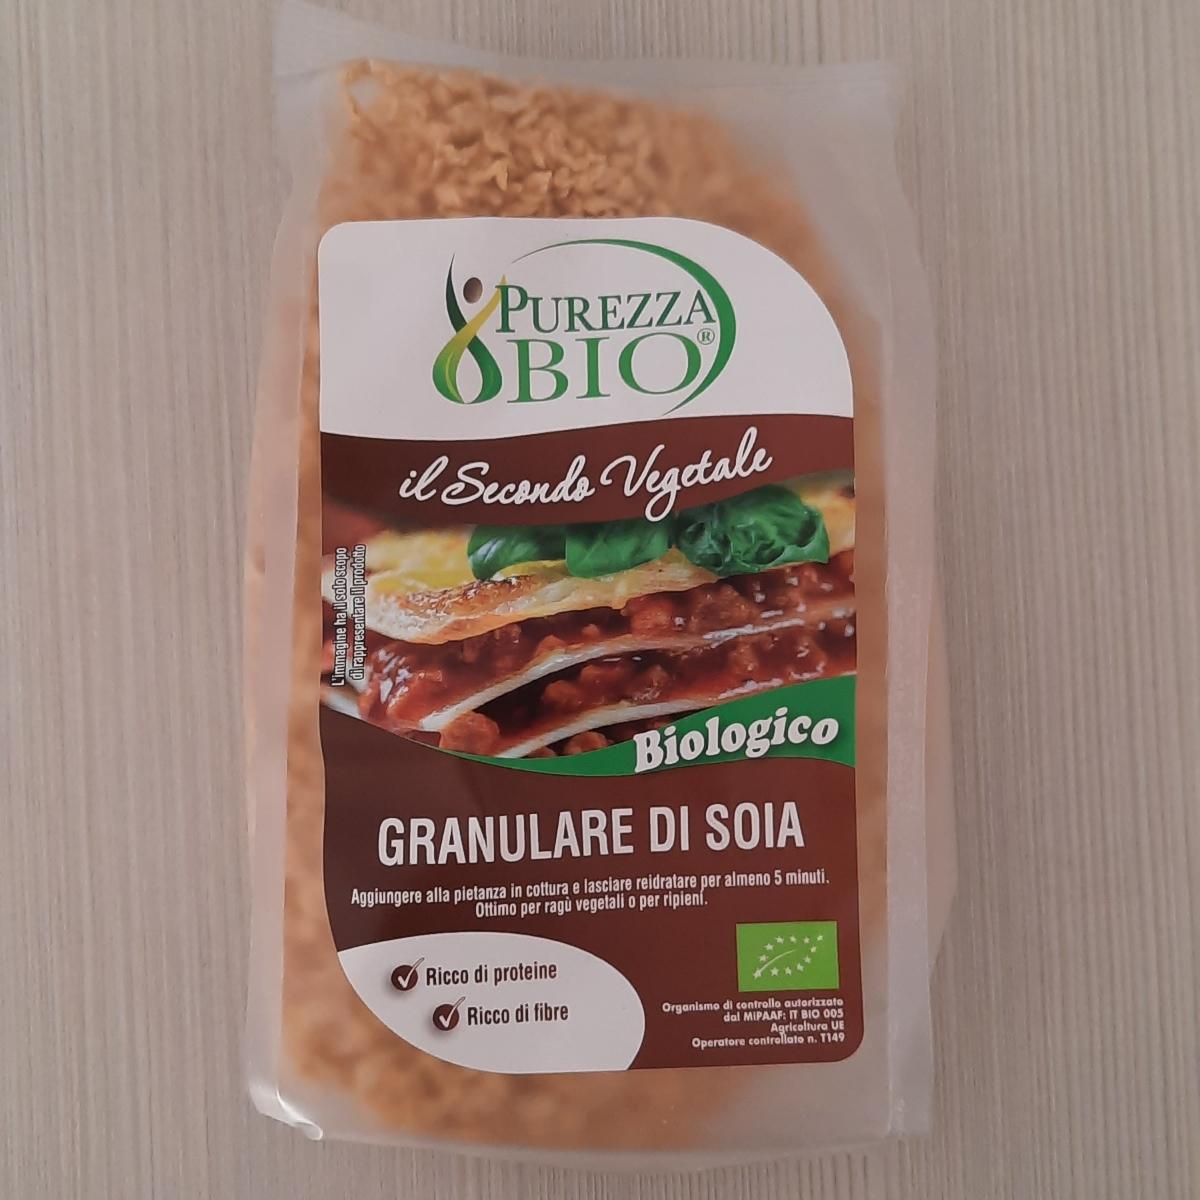 PUREZZA
BIO®
il Secondo Vegetale
L'immagine ha il solo scopo
di rappresentare il prodotto
Biologico
GRANULARE DI SOIA
Aggiungere alla pietanza in cottura e lasciare reidratare per almeno 5 minuti.
Ottimo per ragù vegetali o per ripieni.
Ricco di proteine
Ricco di fibre
Organismo di controllo autorizzato
dal MiPAAF: IT BIO 005
Agricoltura UE
Operatore controllato n. T149